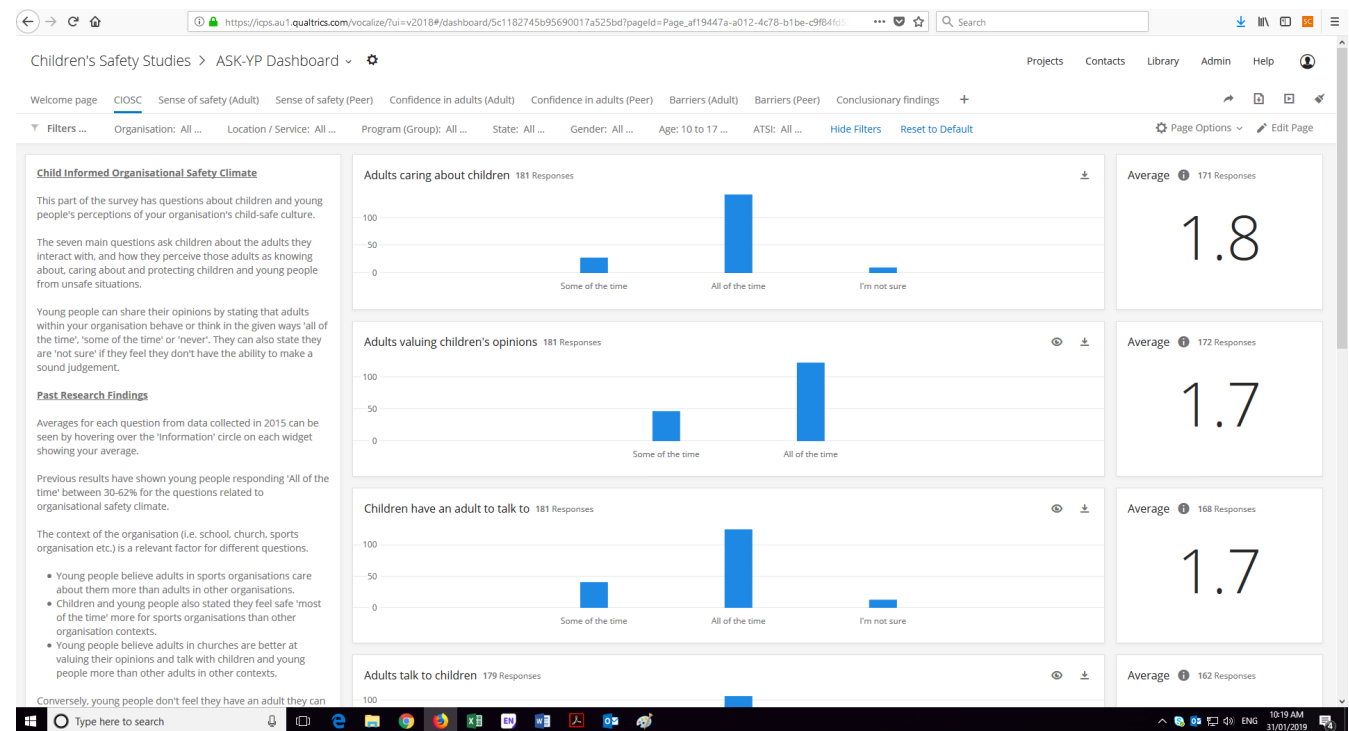 https://icps.au1.qualtrics.com/vocalize/?ui=v2018#/dashboard/5c1182745b95690017a525bd?pageId=Page_af19447a-a012-4c78-b1be-c9f84fd5
Search
Children's Safety Studies > ASK-YP Dashboard
Projects Contacts Library Admin Help
Welcome page CIOSC Sense of safety (Adult) Sense of safety (Peer) Confidence in adults (Adult) Confidence in adults (Peer) Barriers (Adult) Barriers (Peer) Conclusionary findings +
Filters ... Organisation: All ... Location / Service: All ... Program (Group): All ... State: All ... Gender: All ... Age: 10 to 17 ... ATSI: All ... Hide Filters Reset to Default Page Options Edit Page
Child Informed Organisational Safety Climate
This part of the survey has questions about children and young
people's perceptions of your organisation's child-safe culture.
The seven main questions ask children about the adults they
interact with, and how they perceive those adults as knowing
about, caring about and protecting children and young people
from unsafe situations.
Young people can share their opinions by stating that adults
within your organisation behave or think in the given ways 'all of
the time', 'some of the time' or 'never'. They can also state they
are 'not sure' if they feel they don't have the ability to make a
sound judgement.
Past Research Findings
Averages for each question from data collected in 2015 can be
seen by hovering over the 'Information' circle on each widget
showing your average.
Previous results have shown young people responding 'All of the
time' between 30-62% for the questions related to
organisational safety climate.
The context of the organisation (i.e. school, church, sports
organisation etc.) is a relevant factor for different questions.
• Young people believe adults in sports organisations care
about them more than adults in other organisations.
• Children and young people also stated they feel safe 'most
of the time' more for sports organisations than other
organisation contexts.
• Young people believe adults in churches are better at
valuing their opinions and talk with children and young
people more than other adults in other contexts.
Conversely, young people don't feel they have an adult they can
Adults caring about children 181 Responses
100
50
0
Some of the time All of the time I'm not sure
Average 171 Responses
1.8
Adults valuing children's opinions 181 Responses
100
50
0
Some of the time All of the time
Average 172 Responses
1.7
Children have an adult to talk to 181 Responses
100
50
0
Some of the time All of the time I'm not sure
Average 168 Responses
1.7
Adults talk to children 179 Responses
100
Average 162 Responses
Type here to search
EN
ENG
10:19 AM
31/01/2019
4